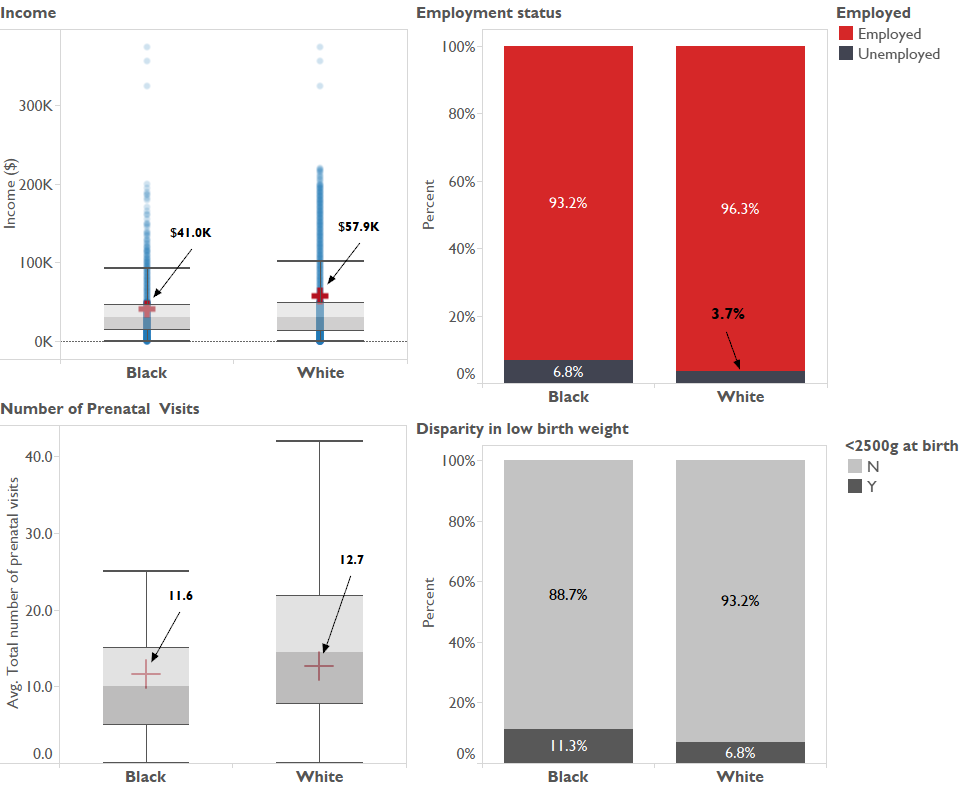 Income
Income ($)
300K
200K
100K
0K
$41.0K
$57.9K
Black
White
Employment status
Percent
100%
80%
60%
40%
20%
0%
93.2%
96.3%
3.7%
6.8%
Black
White
Employed
Employed
Unemployed
Number of Prenatal  Visits
Avg. Total number of prenatal visits
40.0
30.0
20.0
10.0
0.0
11.6
12.7
Black
White
Disparity in low birth weight
Percent
100%
80%
60%
40%
20%
0%
88.7%
93.2%
11.3%
6.8%
Black
White
<2500g at birth
N
Y